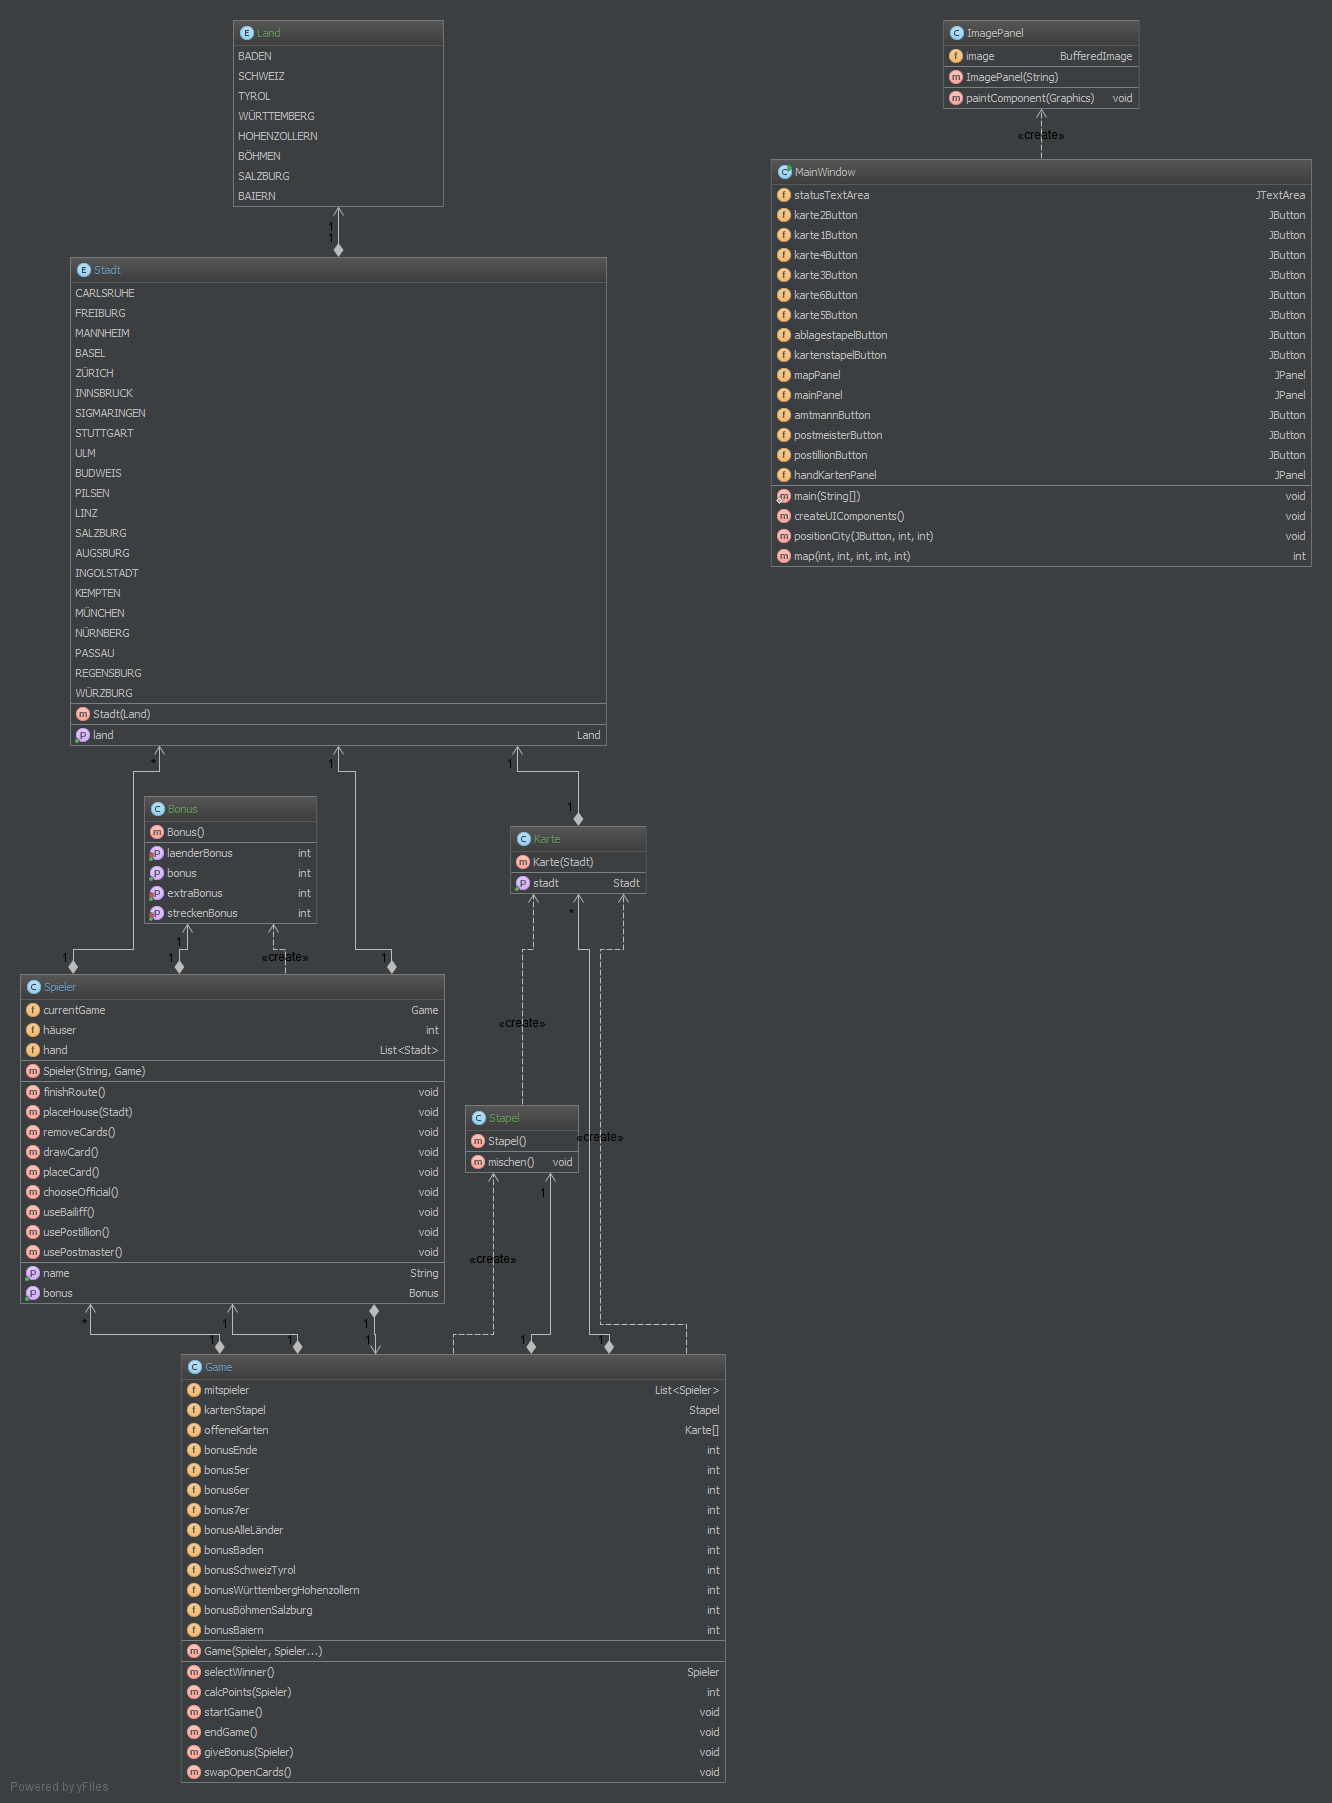 Land
BADEN
SCHWEIZ
TYROL
WÜRTTEMBERG
HOHENZOLLERN
BÖHMEN
SALZBURG
BAIERN
1
1
ImagePanel
image BufferedImage
ImagePanel(String)
paintComponent(Graphics) void
«create»
MainWindow
statusTextArea JTextArea
karte2Button JButton
karte1Button JButton
karte4Button JButton
karte3Button JButton
karte6Button JButton
karte5Button JButton
ablagestapelButton JButton
kartenstapelButton JButton
mapPanel JPanel
mainPanel JPanel
amtmannButton JButton
postmeisterButton JButton
postillionButton JButton
handKartenPanel JPanel
main(String[]) void
createUIComponents() void
positionCity(JButton, int, int) void
map(int, int, int, int, int) int
Stadt
CARLSRUHE
FREIBURG
MANNHEIM
BASEL
ZÜRICH
INNSBRUCK
SIGMARINGEN
STUTTGART
ULM
BUDWEIS
PILSEN
LINZ
SALZBURG
AUGSBURG
INGOLSTADT
KEMPTEN
MÜNCHEN
NÜRNBERG
PASSAU
REGENSBURG
WÜRZBURG
Stadt(Land)
land Land
* 1 1
1
Bonus
Bonus()
laenderBonus int
bonus int
extraBonus int
streckenBonus int
Karte
Karte(Stadt)
stadt Stadt
*
1
1 1 «create» 1
Spieler
currentGame Game
häuser int
hand List<Stadt>
Spieler(String, Game)
finishRoute() void
placeHouse(Stadt) void
removeCards() void
drawCard() void
placeCard() void
chooseOfficial() void
useBailiff() void
usePostillion() void
usePostmaster() void
name String
bonus Bonus
«create»
Stapel
Stapel()
mischen() void
«create»
1
«create»
* 1 1
1 1 1 1 1
Game
mitspieler List<Spieler>
kartenStapel Stapel
offeneKarten Karte[]
bonusEnde int
bonus5er int
bonus6er int
bonus7er int
bonusAlleLänder int
bonusBaden int
bonusSchweizTyrol int
bonusWürttembergHohenzollern int
bonusBöhmenSalzburg int
bonusBaiern int
Game(Spieler, Spieler...)
selectWinner() Spieler
calcPoints(Spieler) int
startGame() void
endGame() void
giveBonus(Spieler) void
swapOpenCards() void
Powered by yFiles